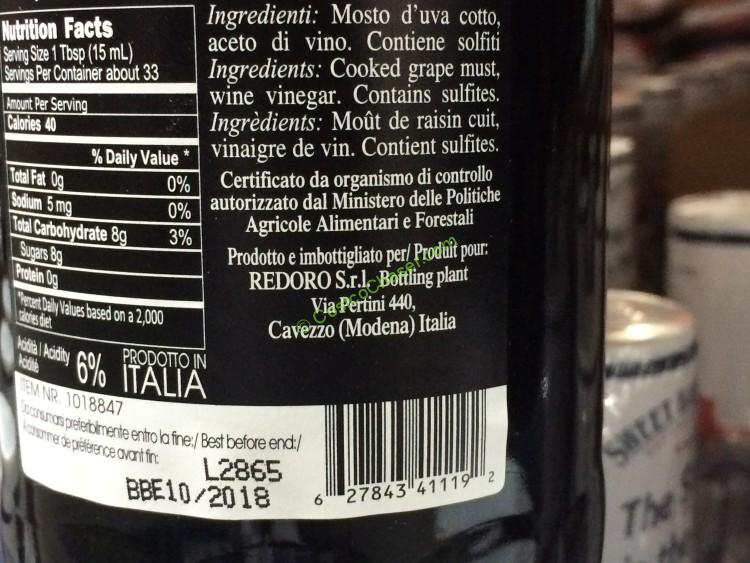 Nutrition Facts
Serving Size 1 Tbsp (15 mL)
Servings Per Container about 33
Amount Per Serving
Calories 40
% Daily Value *
Total Fat 0g 0%
Sodium 5 mg 0%
Total Carbohydrate 8g 3%
Sugars 8g
Protein 0g
*Percent Daily Values based on a 2,000
calories diet
Acidità / Acidity
Acidité
6%
PRODOTTO IN
ITALIA
Ingredienti: Mosto d'uva cotto,
aceto di vino. Contiene solfiti
Ingredients: Cooked grape must,
wine vinegar. Contains sulfites.
Ingrèdients: Moût de raisin cuit,
vinaigre de vin. Contient sulfites.
Certificato da organismo di controllo
autorizzato dal Ministero delle Politiche
Agricole Alimentari e Forestali
Prodotto e imbottigliato per/ Produit pour:
REDORO S.r.l. Bottling plant
Via Pertini 440,
Cavezzo (Modena) Italia
© CostcoChaser.com
ITEM NR. 1018847
Da consumarsi preferibilmente entro la fine:/ Best before end:/
A consommer de préférence avant fin:
L2865
BBE10/2018
6 27843 41119 2
SWEET
The